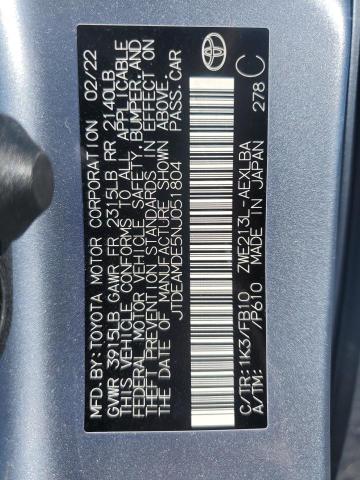 MFD.BY:TOYOTA MOTOR CORPORATION 02/22
GVWR 3915LB GAWR FR 2315LB RR 2140LB
THIS VEHICLE CONFORMS TO ALL APPLICABLE
FEDERAL MOTOR VEHICLE SAFETY, BUMPER, AND
THEFT PREVENTION STANDARDS IN EFFECT ON
THE DATE OF MANUFACTURE SHOWN ABOVE.
JTDEAMDE5NJ051804 PASS.CAR
C/TR:1K3/FB10 ZWE213L-AEXLBA
A/TM: /P610 MADE IN JAPAN 278
C